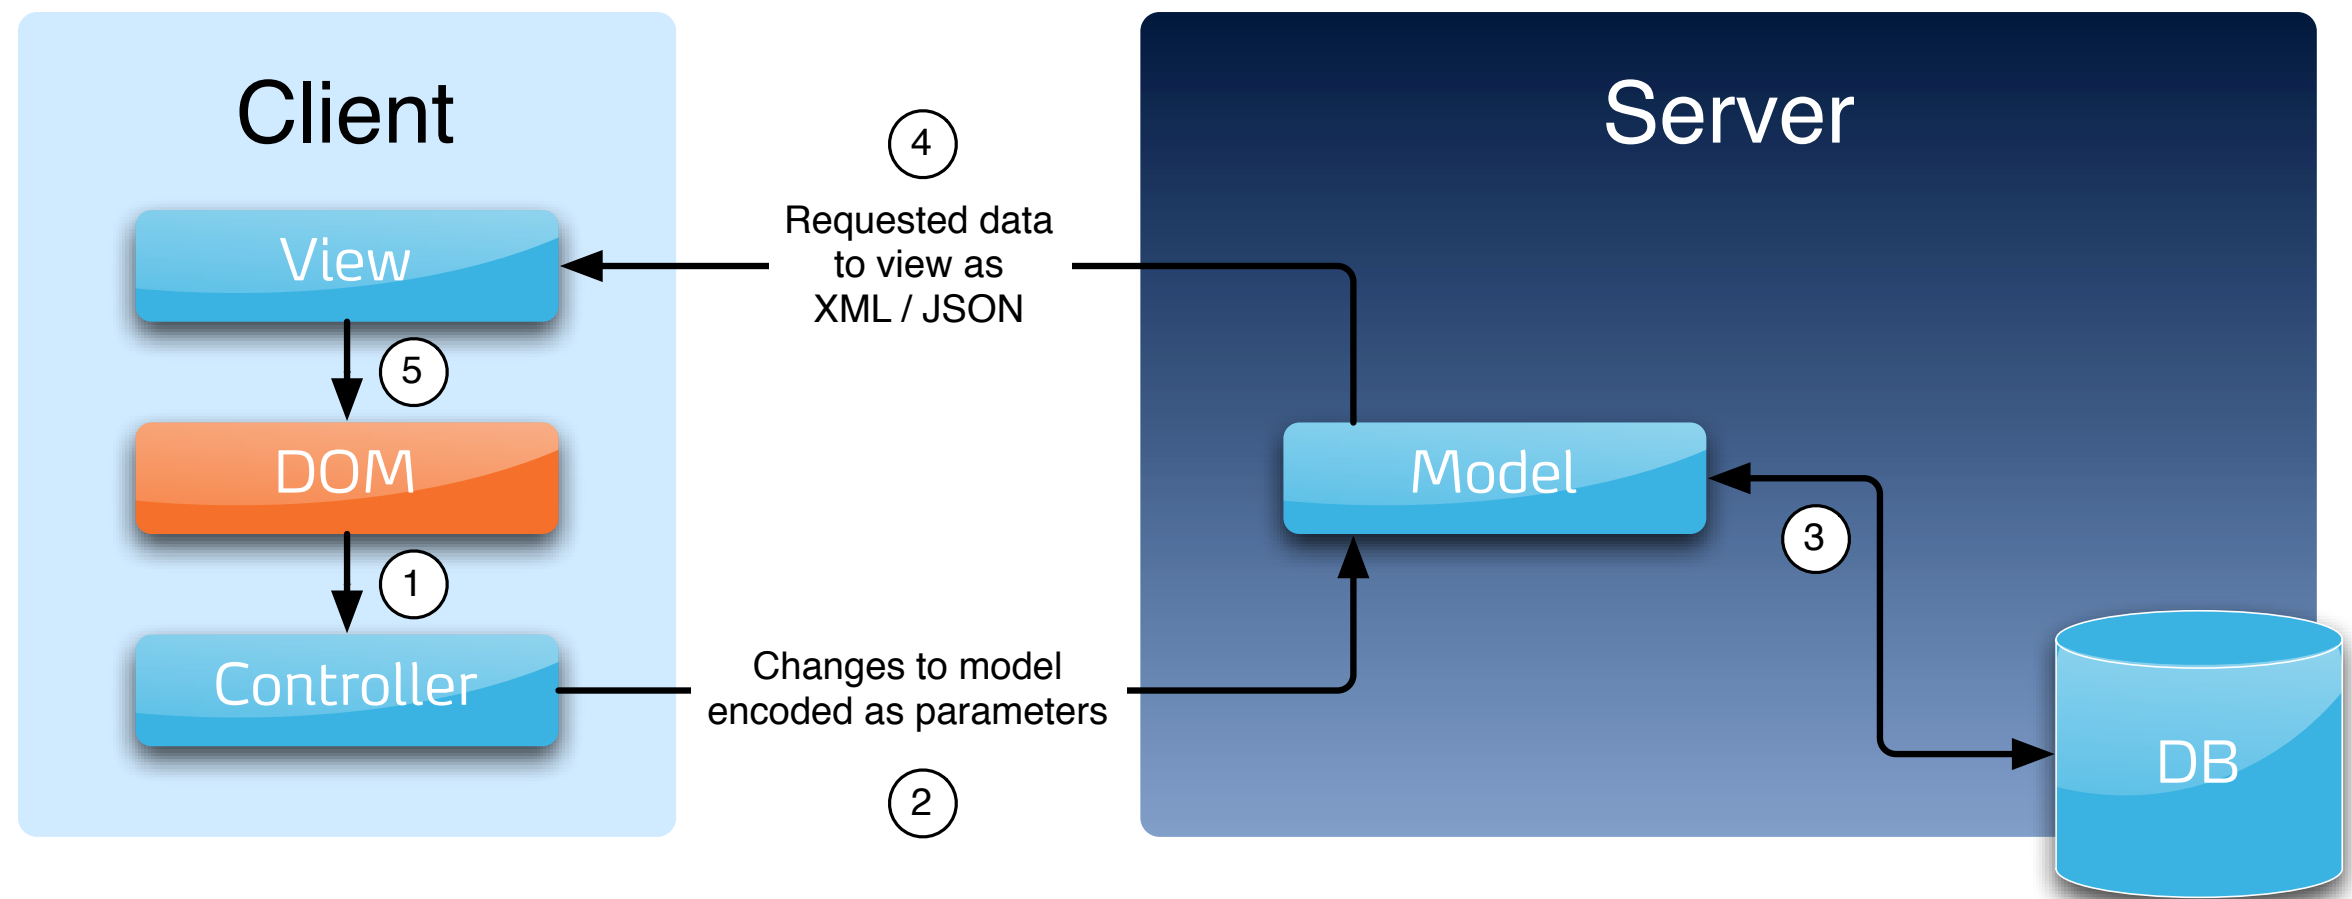 Client
Server
4
Requested data
to view as
XML / JSON
View
5
DOM
Model
3
1
Controller
Changes to model
encoded as parameters
2
DB